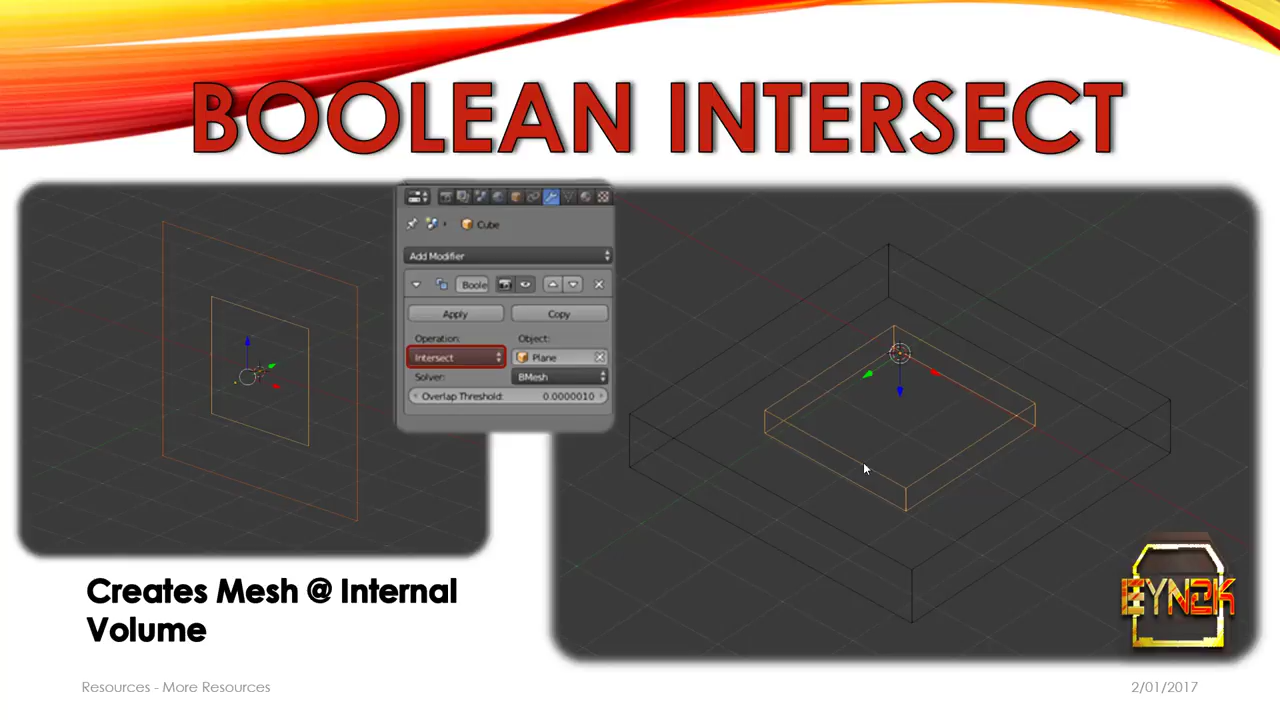 BOOLEAN INTERSECT
Cube
Add Modifier
Boole
Apply Copy
Operation: Object:
Intersect Plane
Solver: BMesh
Overlap Threshold: 0.0000010
Creates Mesh @ Internal
Volume
EYN2K
Resources - More Resources 2/01/2017